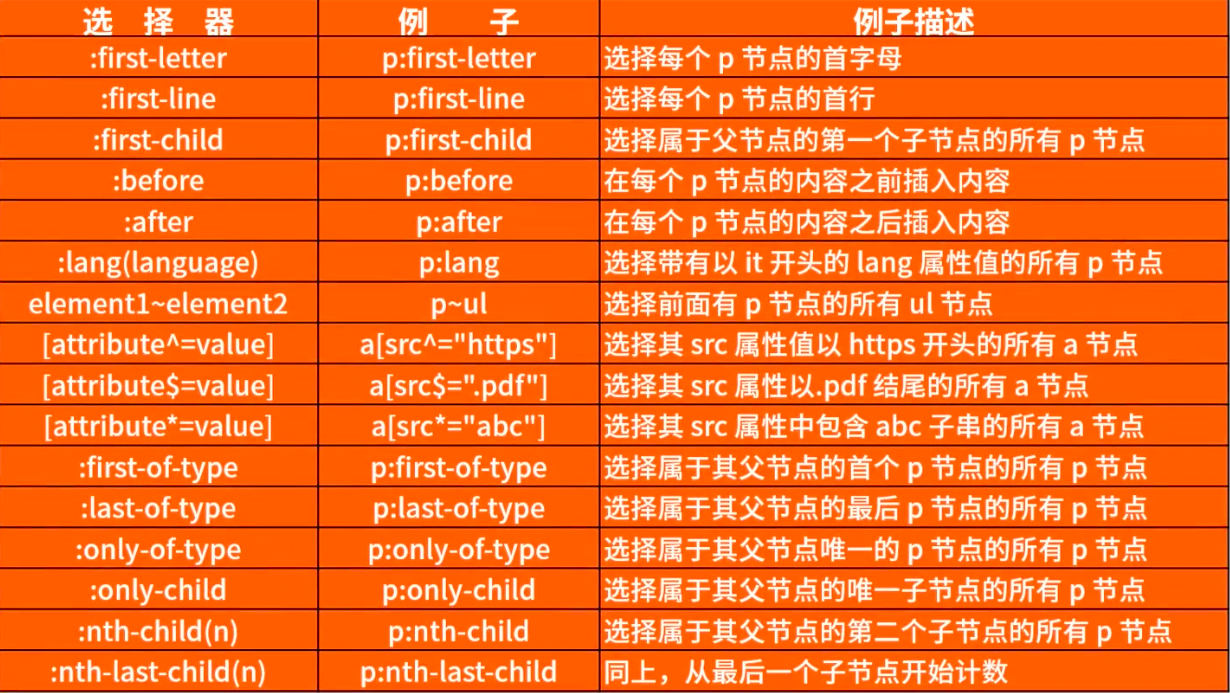 选 择 器 例 子 例子描述
:first-letter p:first-letter 选择每个 p 节点的首字母
:first-line p:first-line 选择每个 p 节点的首行
:first-child p:first-child 选择属于父节点的第一个子节点的所有 p 节点
:before p:before 在每个 p 节点的内容之前插入内容
:after p:after 在每个 p 节点的内容之后插入内容
:lang(language) p:lang 选择带有以 it 开头的 lang 属性值的所有 p 节点
element1~element2 p~ul 选择前面有 p 节点的所有 ul 节点
[attribute^=value] a[src^="https"] 选择其 src 属性值以 https 开头的所有 a 节点
[attribute$=value] a[src$=".pdf"] 选择其 src 属性以.pdf 结尾的所有 a 节点
[attribute*=value] a[src*="abc"] 选择其 src 属性中包含 abc 子串的所有 a 节点
:first-of-type p:first-of-type 选择属于其父节点的首个 p 节点的所有 p 节点
:last-of-type p:last-of-type 选择属于其父节点的最后 p 节点的所有 p 节点
:only-of-type p:only-of-type 选择属于其父节点唯一的 p 节点的所有 p 节点
:only-child p:only-child 选择属于其父节点的唯一子节点的所有 p 节点
:nth-child(n) p:nth-child 选择属于其父节点的第二个子节点的所有 p 节点
:nth-last-child(n) p:nth-last-child 同上，从最后一个子节点开始计数